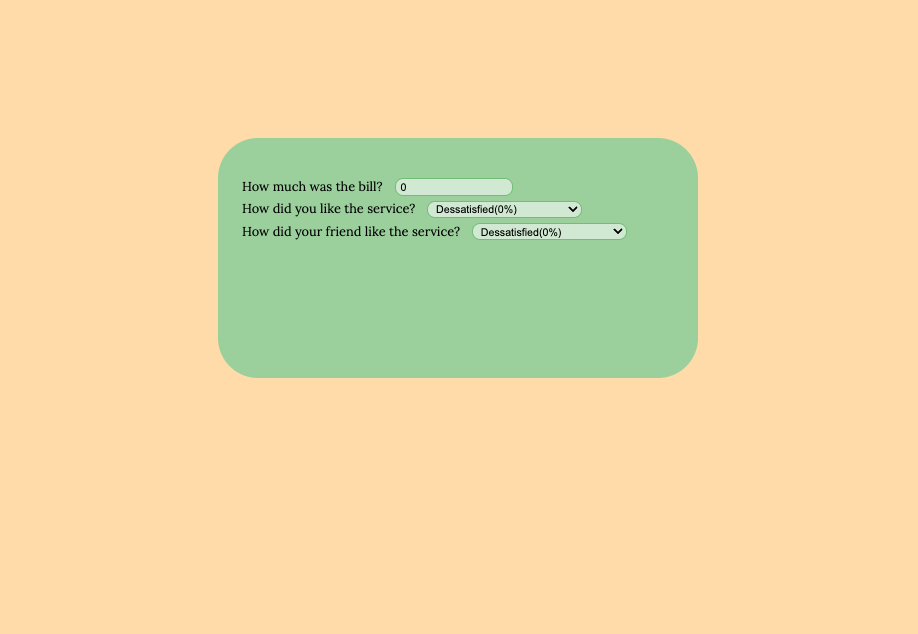 How much was the bill? 0
How did you like the service? Dessatisfied(0%)
How did your friend like the service? Dessatisfied(0%)